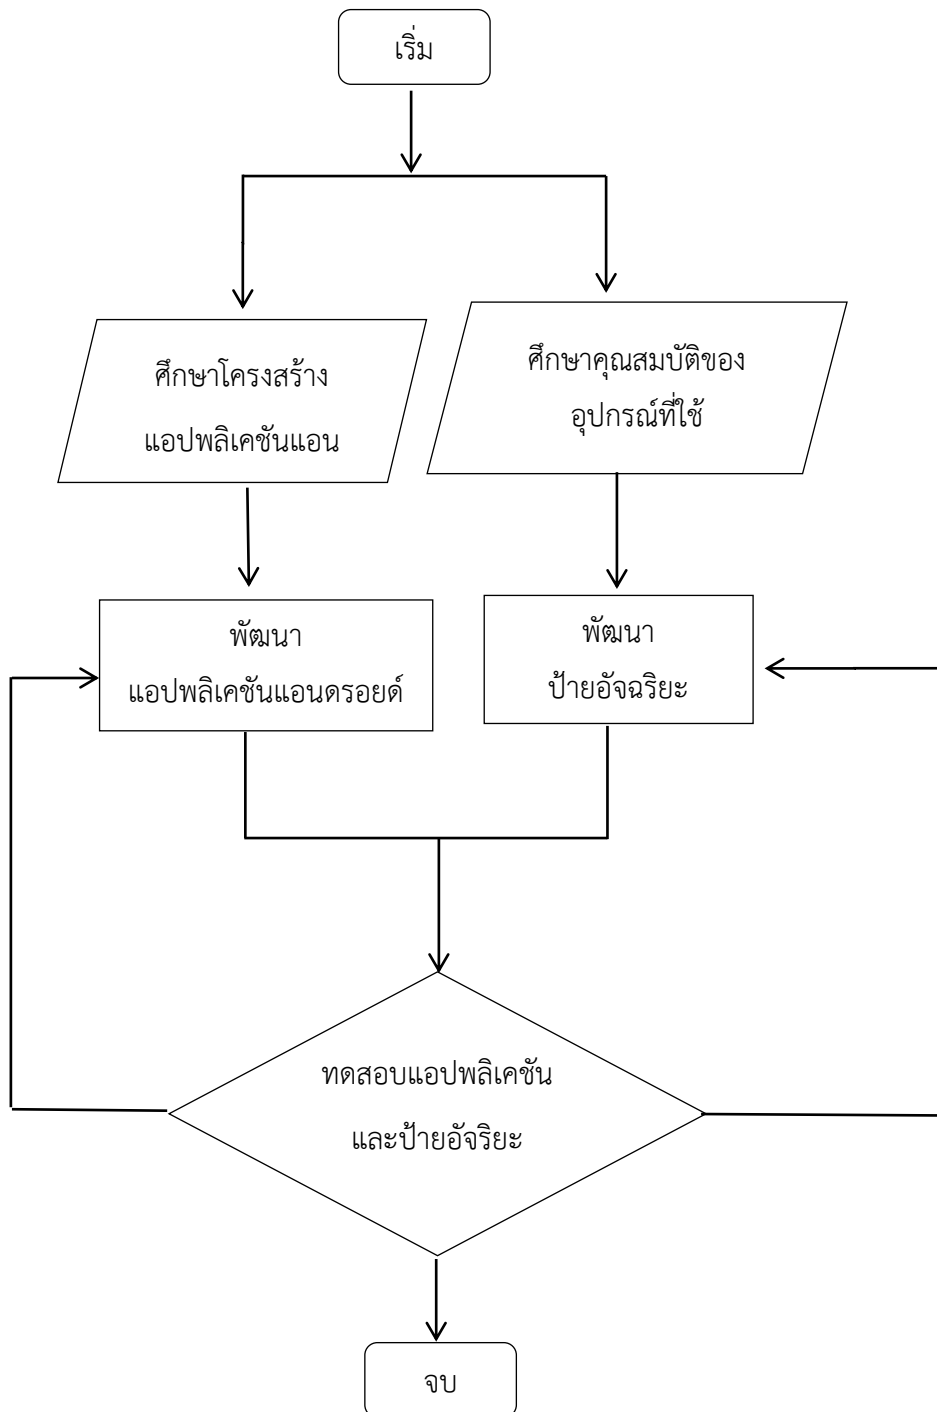 เริ่ม
ศึกษาโครงสร้าง
แอปพลิเคชันแอน
ศึกษาคุณสมบัติของ
อุปกรณ์ที่ใช้
พัฒนา
แอปพลิเคชันแอนดรอยด์
พัฒนา
ป้ายอัจฉริยะ
ทดสอบแอปพลิเคชัน
และป้ายอัจริยะ
จบ